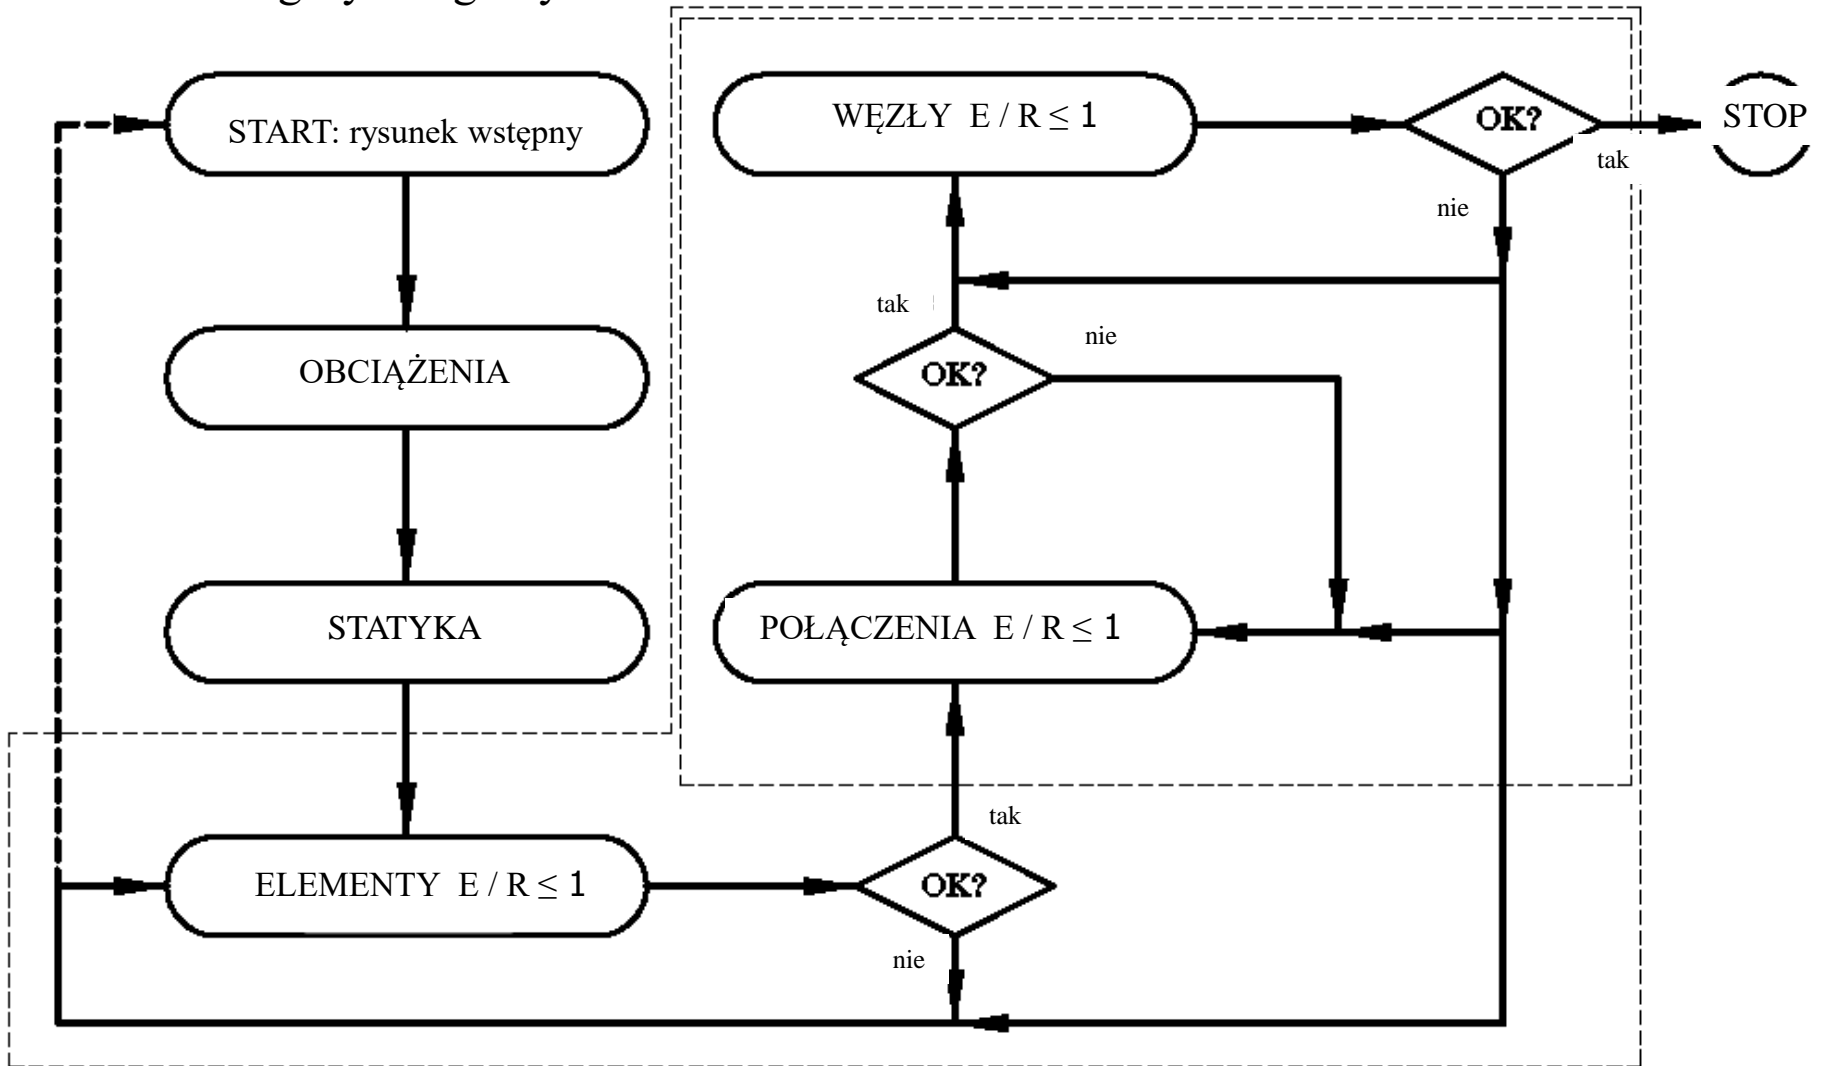 START: rysunek wstępny
OBCIĄŻENIA
STATYKA
ELEMENTY E / R ≤ 1
OK?
tak
nie
POŁĄCZENIA E / R ≤ 1
OK?
tak
nie
WĘZŁY E / R ≤ 1
OK?
tak
nie
STOP